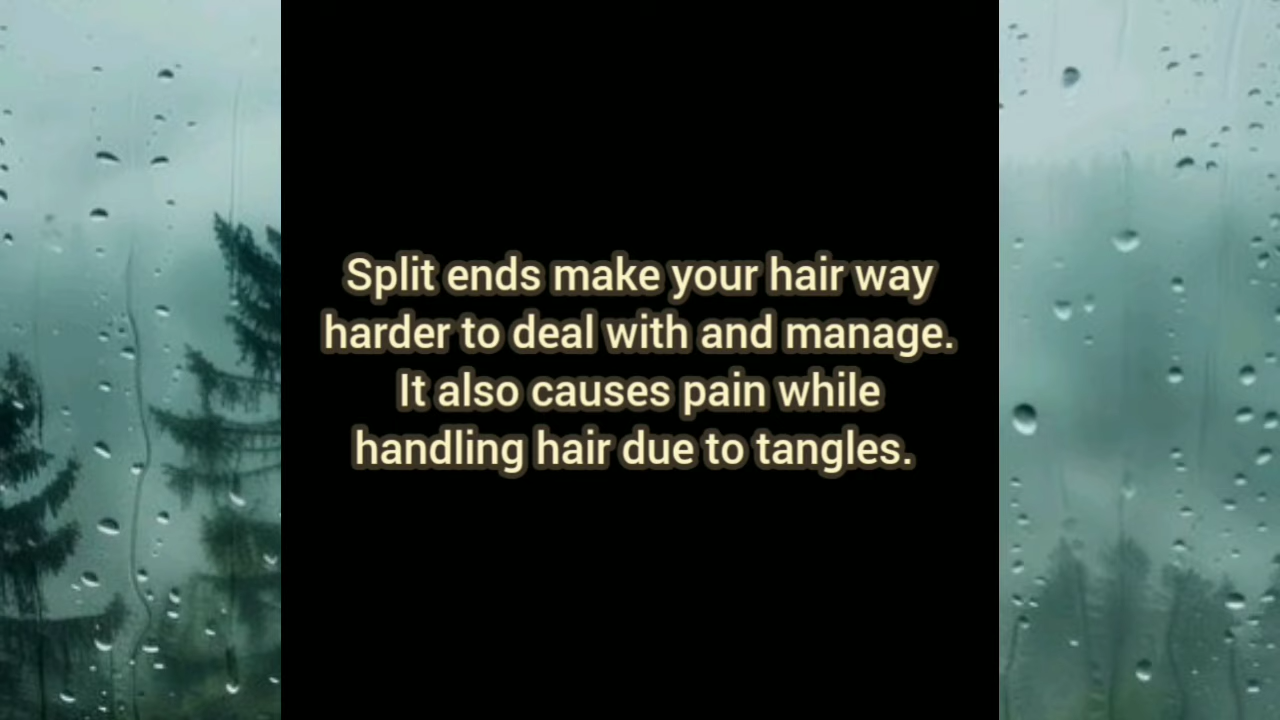 Split ends make your hair way
harder to deal with and manage.
It also causes pain while
handling hair due to tangles.